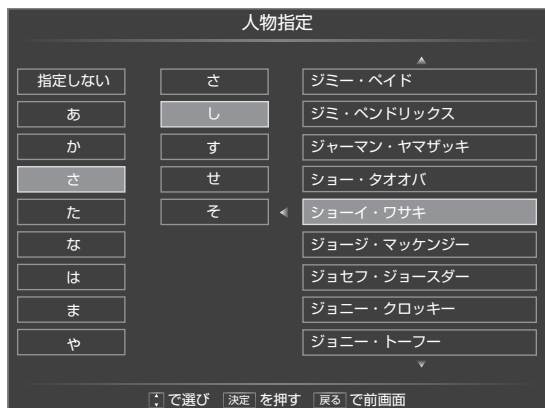 人物指定
指定しない
あ
か
さ
た
な
は
ま
や
さ
し
す
せ
そ
ジミー・ペイド
ジミ・ペンドリックス
ジャーマン・ヤマザッキ
ショー・タオオバ
ショーイ・ワサキ
ジョージ・マッケンジー
ジョセフ・ジョースダー
ジョニー・クロッキー
ジョニー・トーフー
で選び 決定 を押す 戻る で前画面